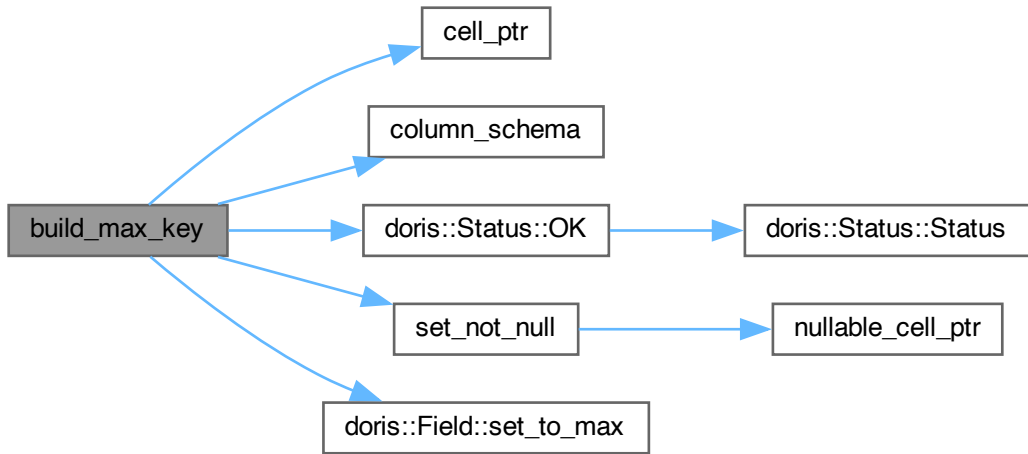 cell_ptr
column_schema
build_max_key
doris::Status::OK
doris::Status::Status
set_not_null
nullable_cell_ptr
doris::Field::set_to_max